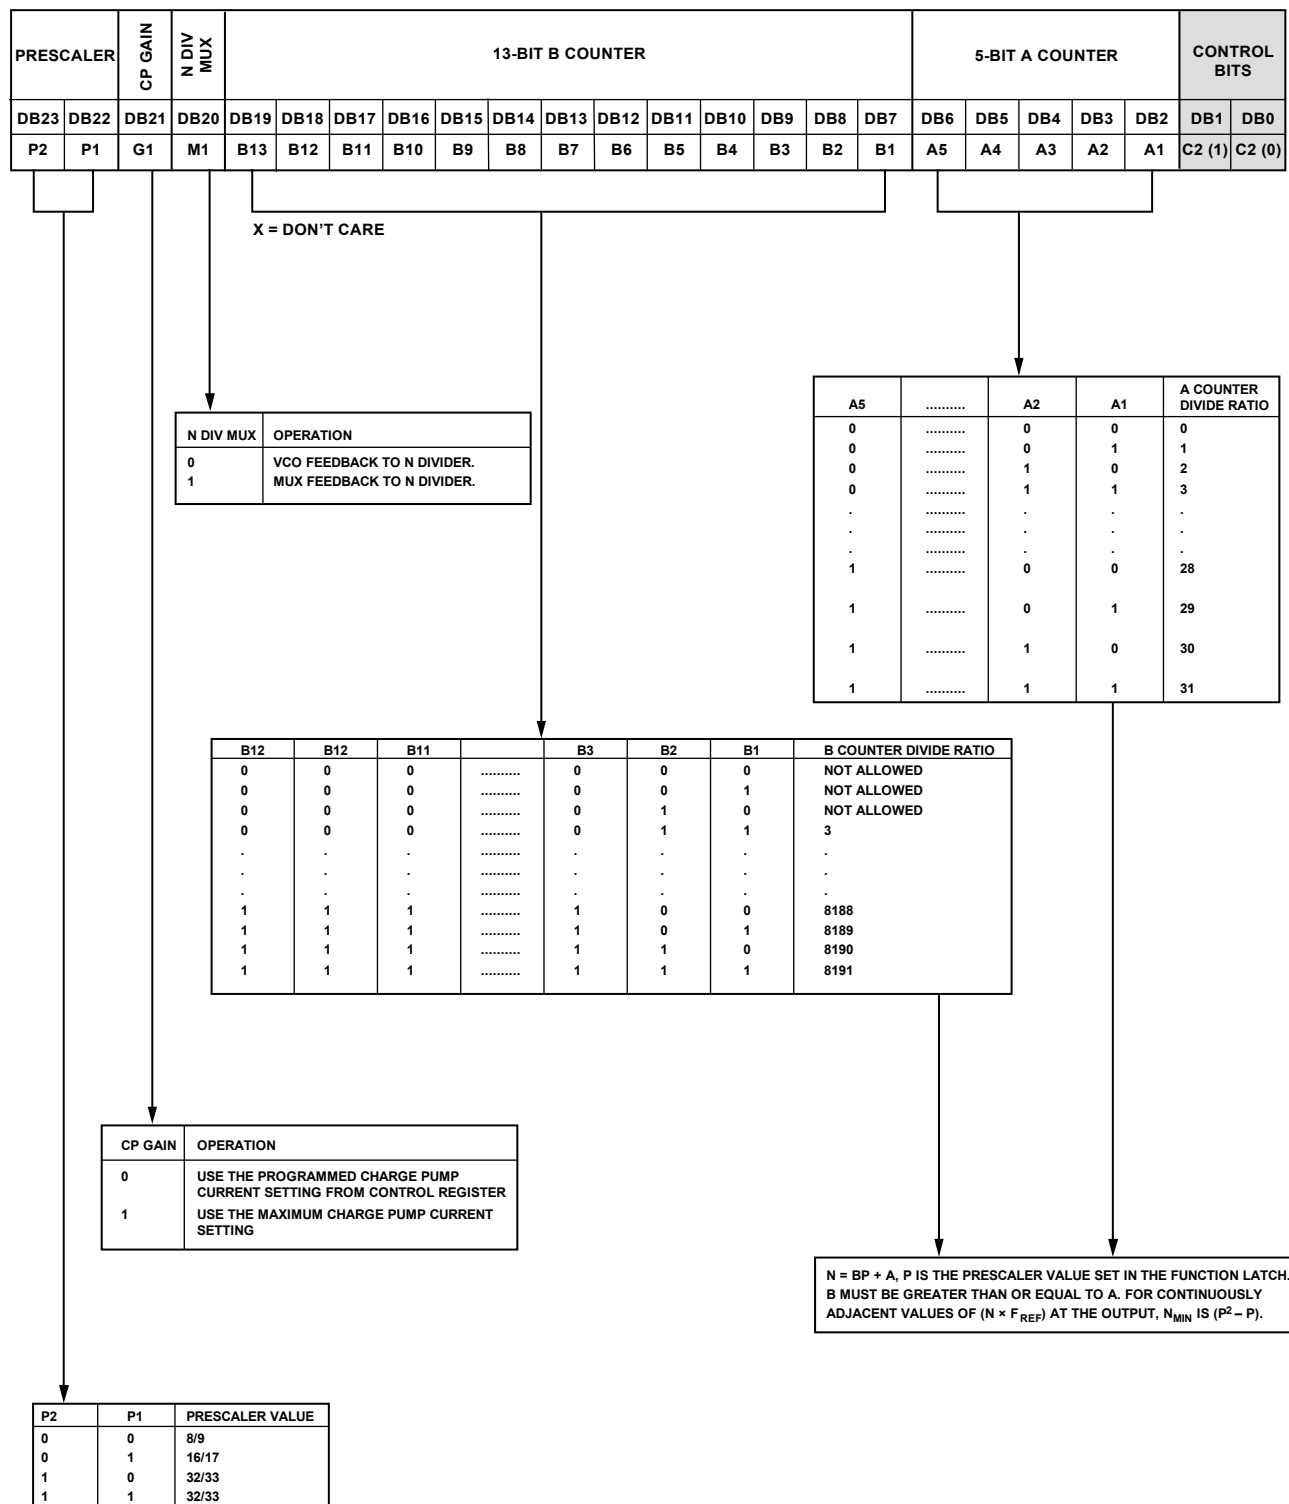 PRESCALER CP GAIN N DIV MUX 13-BIT B COUNTER 5-BIT A COUNTER CONTROL BITS
DB23 DB22 DB21 DB20 DB19 DB18 DB17 DB16 DB15 DB14 DB13 DB12 DB11 DB10 DB9 DB8 DB7 DB6 DB5 DB4 DB3 DB2 DB1 DB0
P2 P1 G1 M1 B13 B12 B11 B10 B9 B8 B7 B6 B5 B4 B3 B2 B1 A5 A4 A3 A2 A1 C2 (1) C2 (0)
X = DON'T CARE
N DIV MUX OPERATION
0 VCO FEEDBACK TO N DIVIDER.
1 MUX FEEDBACK TO N DIVIDER.
A5 .......... A2 A1 A COUNTER DIVIDE RATIO
0 .......... 0 0 0
0 .......... 0 1 1
0 .......... 1 0 2
0 .......... 1 1 3
. .......... . . .
. .......... . . .
. .......... . . .
1 .......... 0 0 28
1 .......... 0 1 29
1 .......... 1 0 30
1 .......... 1 1 31
B12 B12 B11 B3 B2 B1 B COUNTER DIVIDE RATIO
0 0 0 .......... 0 0 0 NOT ALLOWED
0 0 0 .......... 0 0 1 NOT ALLOWED
0 0 0 .......... 0 1 0 NOT ALLOWED
0 0 0 .......... 0 1 1 3
. . . .......... . . . .
. . . .......... . . . .
. . . .......... . . . .
1 1 1 .......... 1 0 0 8188
1 1 1 .......... 1 0 1 8189
1 1 1 .......... 1 1 0 8190
1 1 1 .......... 1 1 1 8191
CP GAIN OPERATION
0 USE THE PROGRAMMED CHARGE PUMP
CURRENT SETTING FROM CONTROL REGISTER
1 USE THE MAXIMUM CHARGE PUMP CURRENT
SETTING
N = BP + A, P IS THE PRESCALER VALUE SET IN THE FUNCTION LATCH.
B MUST BE GREATER THAN OR EQUAL TO A. FOR CONTINUOUSLY
ADJACENT VALUES OF (N × F_REF) AT THE OUTPUT, N_MIN IS (P² – P).
P2 P1 PRESCALER VALUE
0 0 8/9
0 1 16/17
1 0 32/33
1 1 32/33